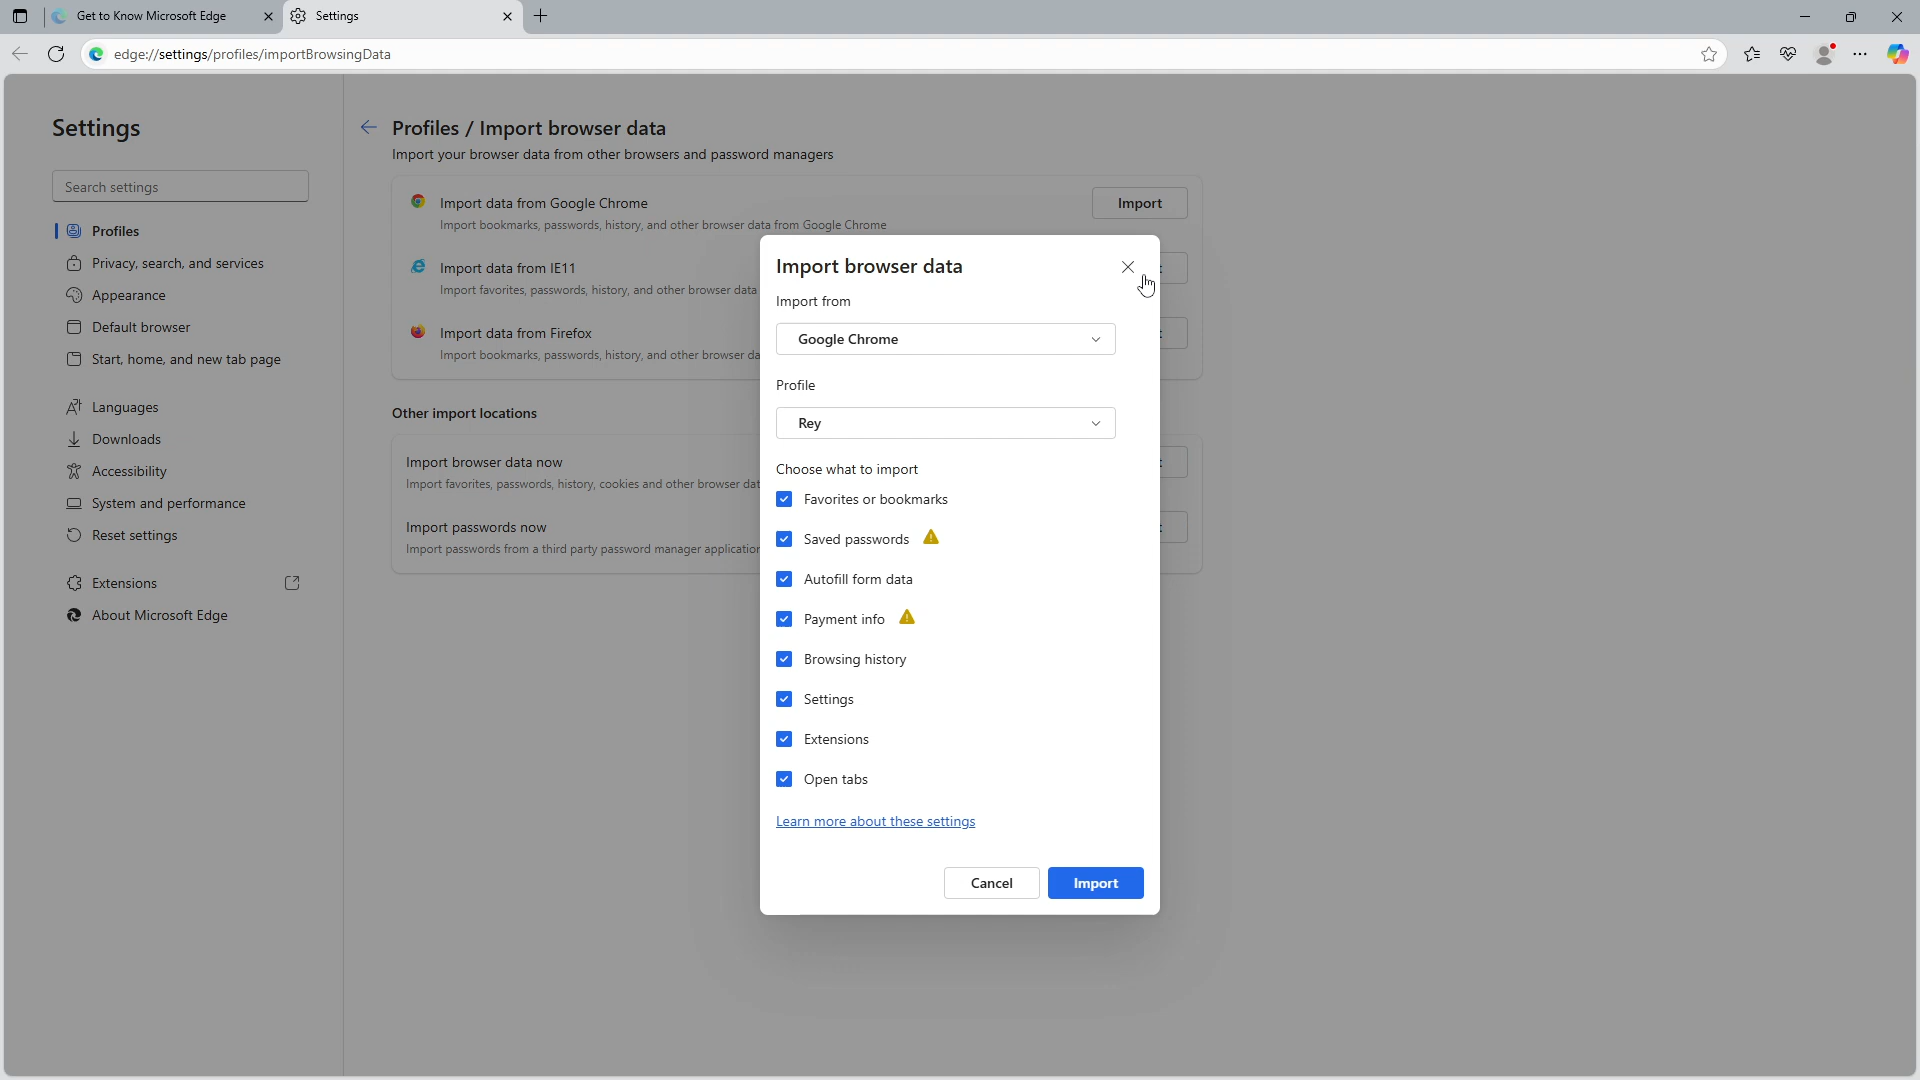 Get to Know Microsoft Edge
Settings
edge://settings/profiles/importBrowsingData
Settings
Search settings
Profiles
Privacy, search, and services
Appearance
Default browser
Start, home, and new tab page
Languages
Downloads
Accessibility
System and performance
Reset settings
Extensions
About Microsoft Edge
Profiles / Import browser data
Import your browser data from other browsers and password managers
Import data from Google Chrome
Import
Import bookmarks, passwords, history, and other browser data from Google Chrome
Import data from IE11
Import favorites, passwords, history, and other browser data
Import data from Firefox
Import bookmarks, passwords, history, and other browser
Other import locations
Import browser data now
Import favorites, passwords, history, cookies and other browser
Import passwords now
Import passwords from a third party password manager application
Import browser data
Import from
Google Chrome
Profile
Rey
Choose what to import
Favorites or bookmarks
Saved passwords
Autofill form data
Payment info
Browsing history
Settings
Extensions
Open tabs
Learn more about these settings
Cancel
Import